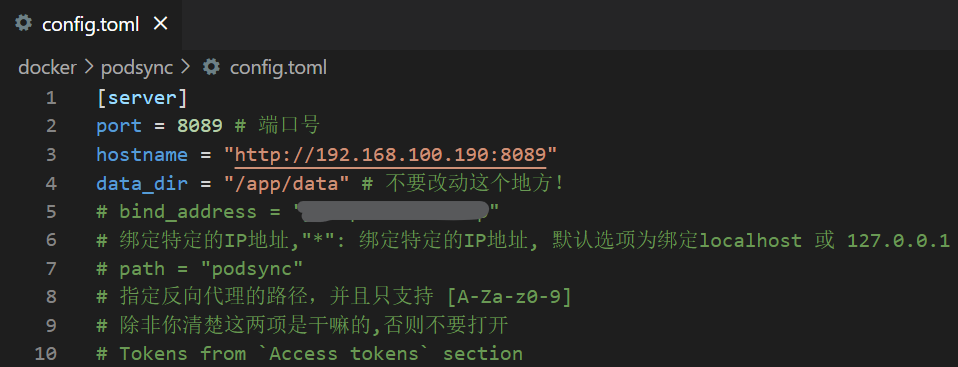 config.toml
docker > podsync > config.toml
1 [server]
2 port = 8089 # 端口号
3 hostname = "http://192.168.100.190:8089"
4 data_dir = "/app/data" # 不要改动这个地方！
5 # bind_address = " p"
6 # 绑定特定的IP地址,"*": 绑定特定的IP地址, 默认选项为绑定localhost 或 127.0.0.1
7 # path = "podsync"
8 # 指定反向代理的路径，并且只支持 [A-Za-z0-9]
9 # 除非你清楚这两项是干嘛的,否则不要打开
10 # Tokens from `Access tokens` section